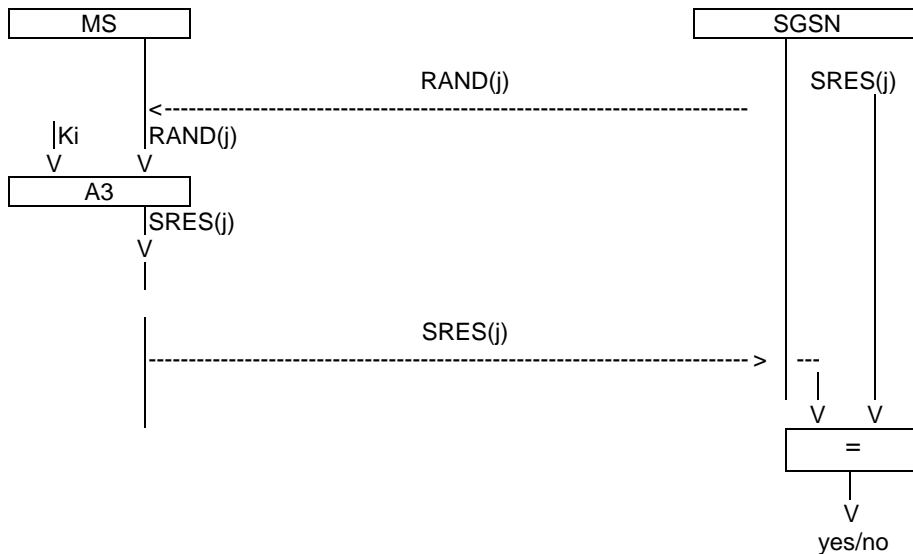 MS SGSN
RAND(j) SRES(j)
<-----------------------------------------------------------------
Ki RAND(j)
V V
A3
SRES(j)
V
SRES(j)
----------------------------------------------------------------- > ---
V V
=
V
yes/no